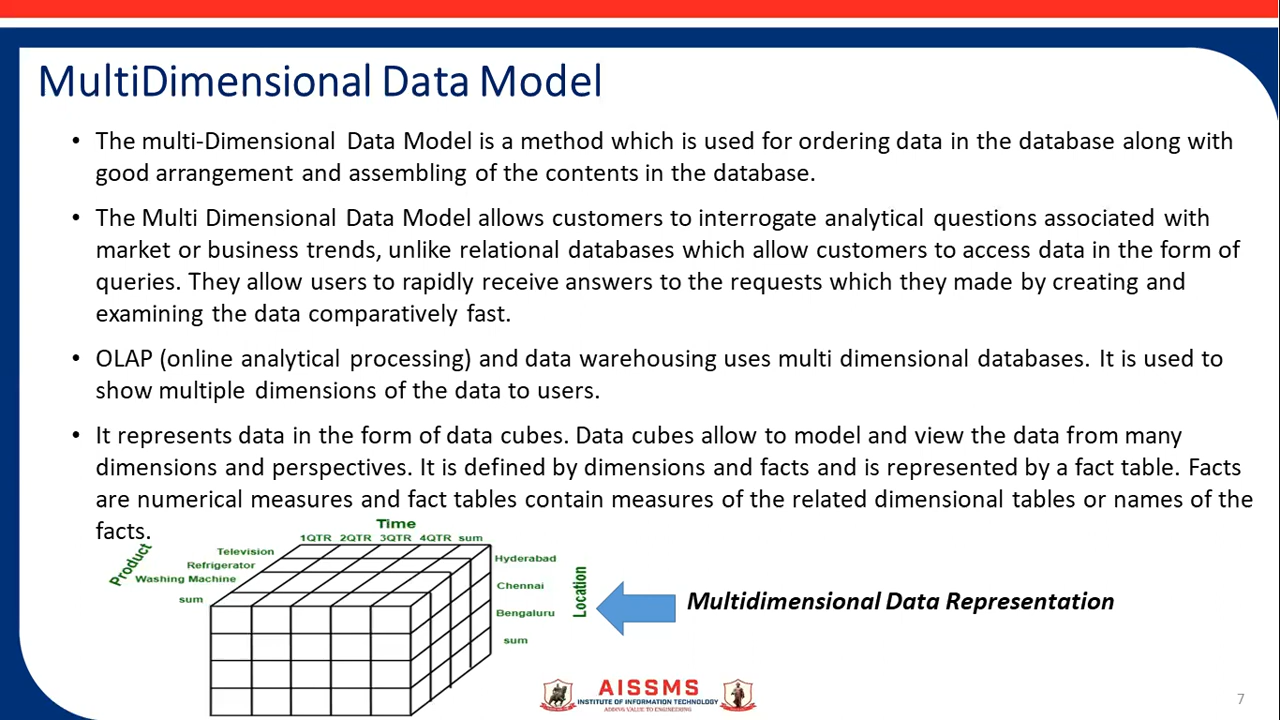 MultiDimensional Data Model
• The multi-Dimensional Data Model is a method which is used for ordering data in the database along with
good arrangement and assembling of the contents in the database.
• The Multi Dimensional Data Model allows customers to interrogate analytical questions associated with
market or business trends, unlike relational databases which allow customers to access data in the form of
queries. They allow users to rapidly receive answers to the requests which they made by creating and
examining the data comparatively fast.
• OLAP (online analytical processing) and data warehousing uses multi dimensional databases. It is used to
show multiple dimensions of the data to users.
• It represents data in the form of data cubes. Data cubes allow to model and view the data from many
dimensions and perspectives. It is defined by dimensions and facts and is represented by a fact table. Facts
are numerical measures and fact tables contain measures of the related dimensional tables or names of the
facts.
Time
1QTR 2QTR 3QTR 4QTR sum
Product
Television
Refrigerator
Washing Machine
sum
Hyderabad
Chennai
Bengaluru
sum
Location
Multidimensional Data Representation
AISSMS
INSTITUTE OF INFORMATION TECHNOLOGY
ADDING VALUE TO ENGINEERING
7